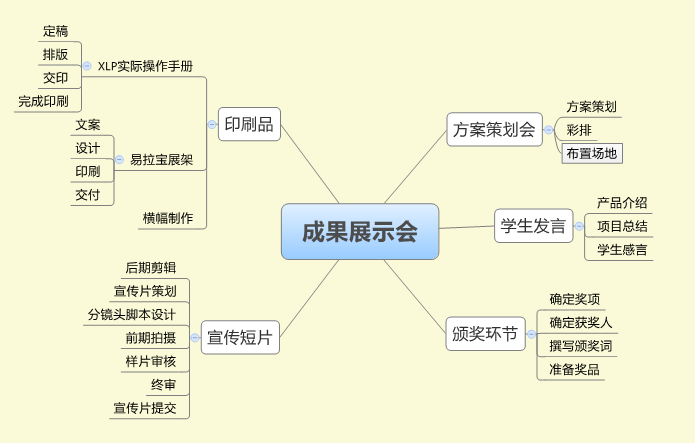 成果展示会
方案策划会
方案策划
彩排
布置场地
学生发言
产品介绍
项目总结
学生感言
颁奖环节
确定奖项
确定获奖人
撰写颁奖词
准备奖品
印刷品
XLP实际操作手册
定稿
排版
交印
完成印刷
易拉宝展架
文案
设计
印刷
交付
横幅制作
宣传短片
后期剪辑
宣传片策划
分镜头脚本设计
前期拍摄
样片审核
终审
宣传片提交